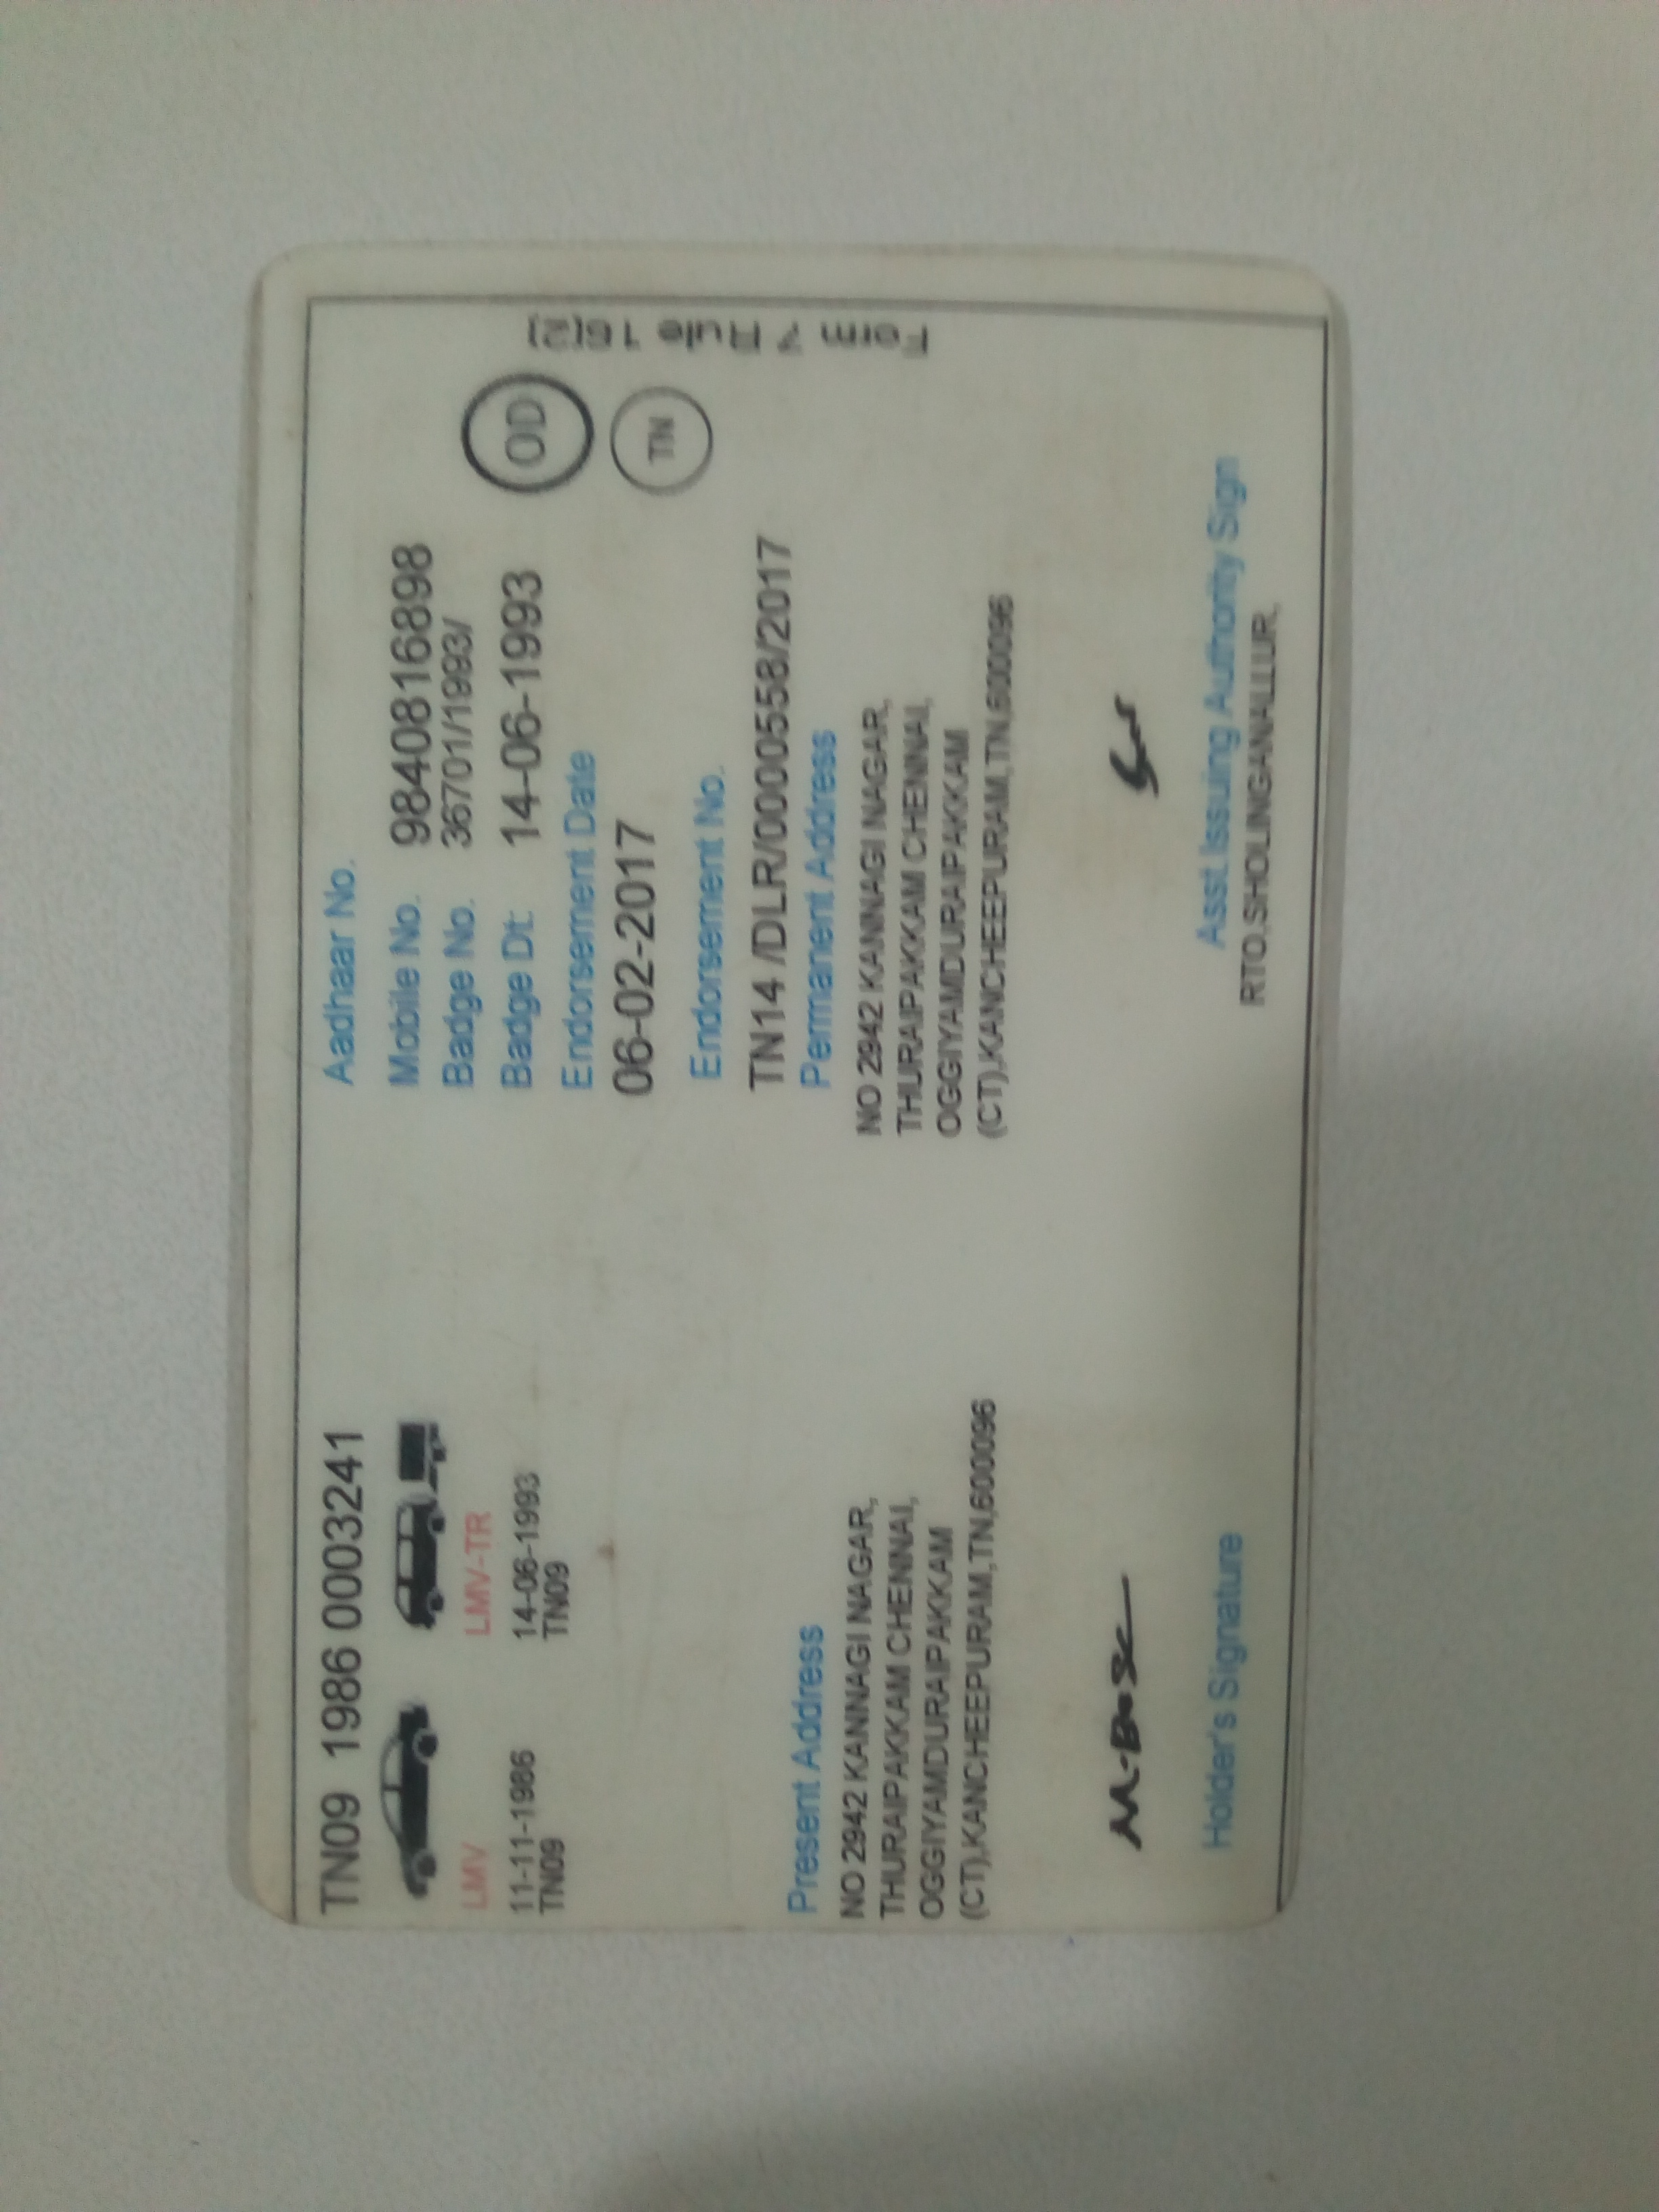 TN09 1986 0003241
LMV
11-11-1986
TN09
LMV-TR
14-06-1993
TN09
Present Address
NO 2942 KANNAGI NAGAR,
THURAIPAKKAM CHENNAI,
OGGIYAMDURAIPAKKAM
(CT),KANCHEEPURAM,TN,600096
M-Bose
Holder's Signature
Aadhaar No.
Mobile No. 9840816898
Badge No. 36701/1993/
Badge Dt: 14-06-1993
Endorsement Date
06-02-2017
Endorsement No.
TN14 /DLR/0000558/2017
Permanent Address
NO 2942 KANNAGI NAGAR,
THURAIPAKKAM CHENNAI,
OGGIYAMDURAIPAKKAM
(CT),KANCHEEPURAM,TN,600096
Asst.Issuing Authority Sign
RTO.SHOLINGANALLUR.
OD
TN
Form 7 Rule 16(2)